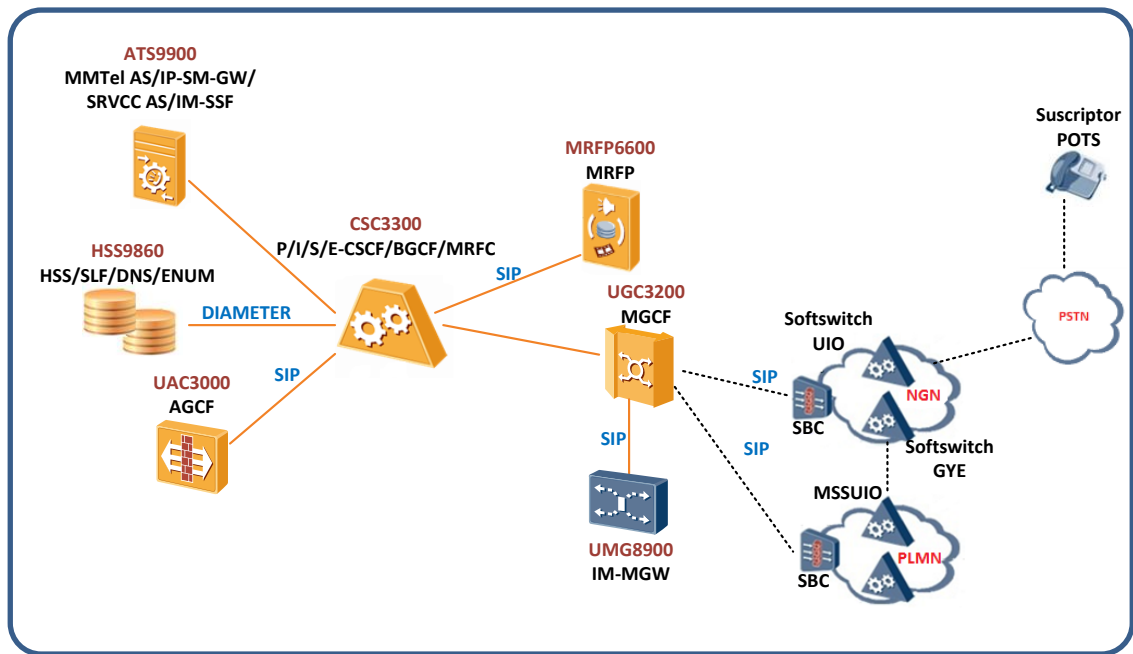 ATS9900
MMTel AS/IP-SM-GW/
SRVCC AS/IM-SSF
HSS9860
HSS/SLF/DNS/ENUM
DIAMETER
UAC3000
AGCF
SIP
CSC3300
P/I/S/E-CSCF/BGCF/MRFC
SIP
MRFP6600
MRFP
UGC3200
MGCF
SIP
UMG8900
IM-MGW
SIP
SIP
Softswitch
UIO
SBC
NGN
Softswitch
GYE
MSSUIO
SBC
PLMN
Suscriptor
POTS
PSTN